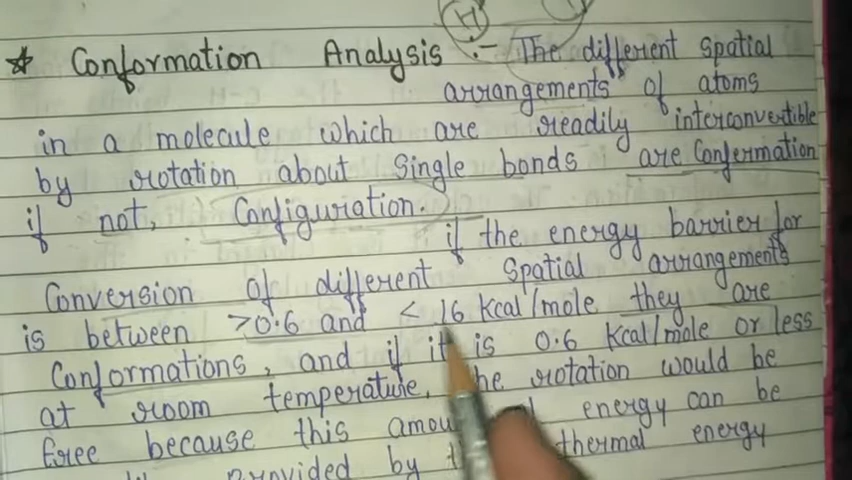 H
* Conformation Analysis :- The different spatial
arrangements of atoms
in a molecule which are readily interconvertible
by rotation about single bonds are Confermation
if not, Configuration.
if the energy barrier for
Conversion of different spatial arrangements
is between >0.6 and < 16 Kcal/mole they are
Conformations, and if it is 0.6 Kcal/mole or less
at room temperature, the rotation would be
free because this energy can be
provided by thermal energy